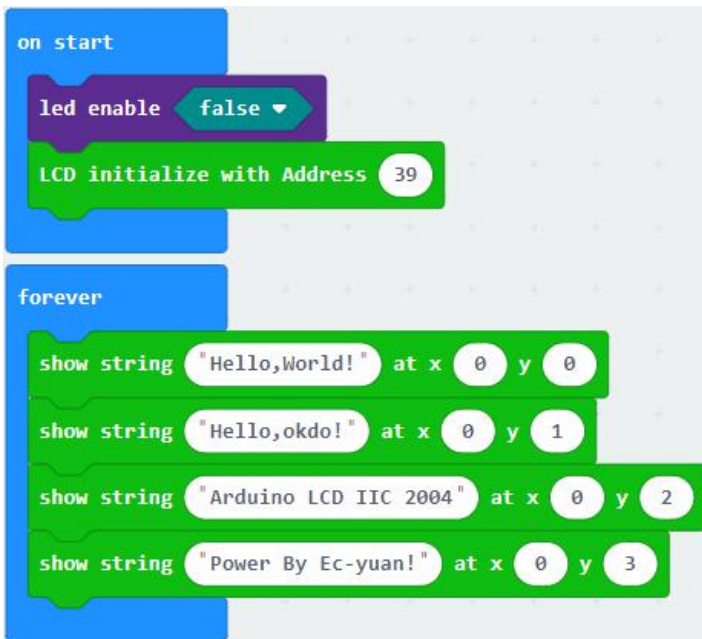 on start
led enable false
LCD initialize with Address 39
forever
show string "Hello,World!" at x 0 y 0
show string "Hello,okdo!" at x 0 y 1
show string "Arduino LCD IIC 2004" at x 0 y 2
show string "Power By Ec-yuan!" at x 0 y 3